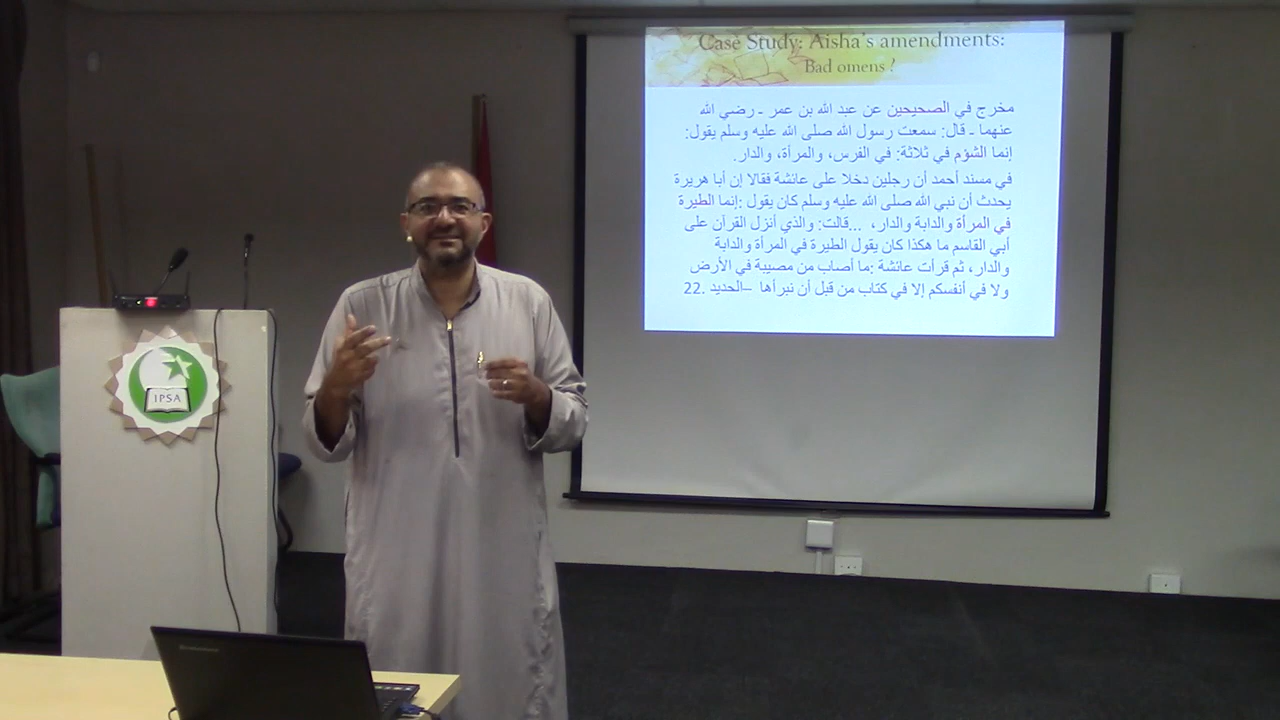 Case Study: Aisha's amendments:
Bad omens ?
مخرج في الصحيحين عن عبد الله بن عمر ـ رضي الله
عنهما ـ قال: سمعت رسول الله صلى الله عليه وسلم يقول:
إنما الشؤم في ثلاثة: في الفرس، والمرأة، والدار.
في مسند أحمد أن رجلين دخلا على عائشة فقالا إن أبا هريرة
يحدث أن نبي الله صلى الله عليه وسلم كان يقول :إنما الطيرة
في المرأة والدابة والدار، ...قالت: والذي أنزل القرآن على
أبي القاسم ما هكذا كان يقول الطيرة في المرأة والدابة
والدار، ثم قرأت عائشة :ما أصاب من مصيبة في الأرض
ولا في أنفسكم إلا في كتاب من قبل أن نبرأها –الحديد .22
IPSA